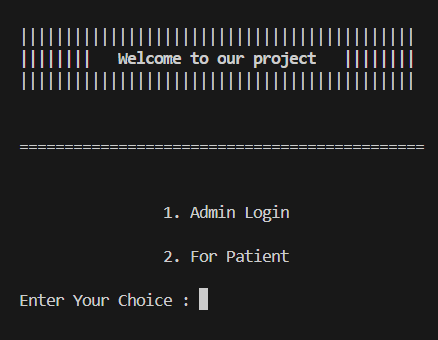 ||||||||||||||||||||||||||||||||||||||||||||
|||||||| Welcome to our project ||||||||
||||||||||||||||||||||||||||||||||||||||||||
=============================================
1. Admin Login
2. For Patient
Enter Your Choice :